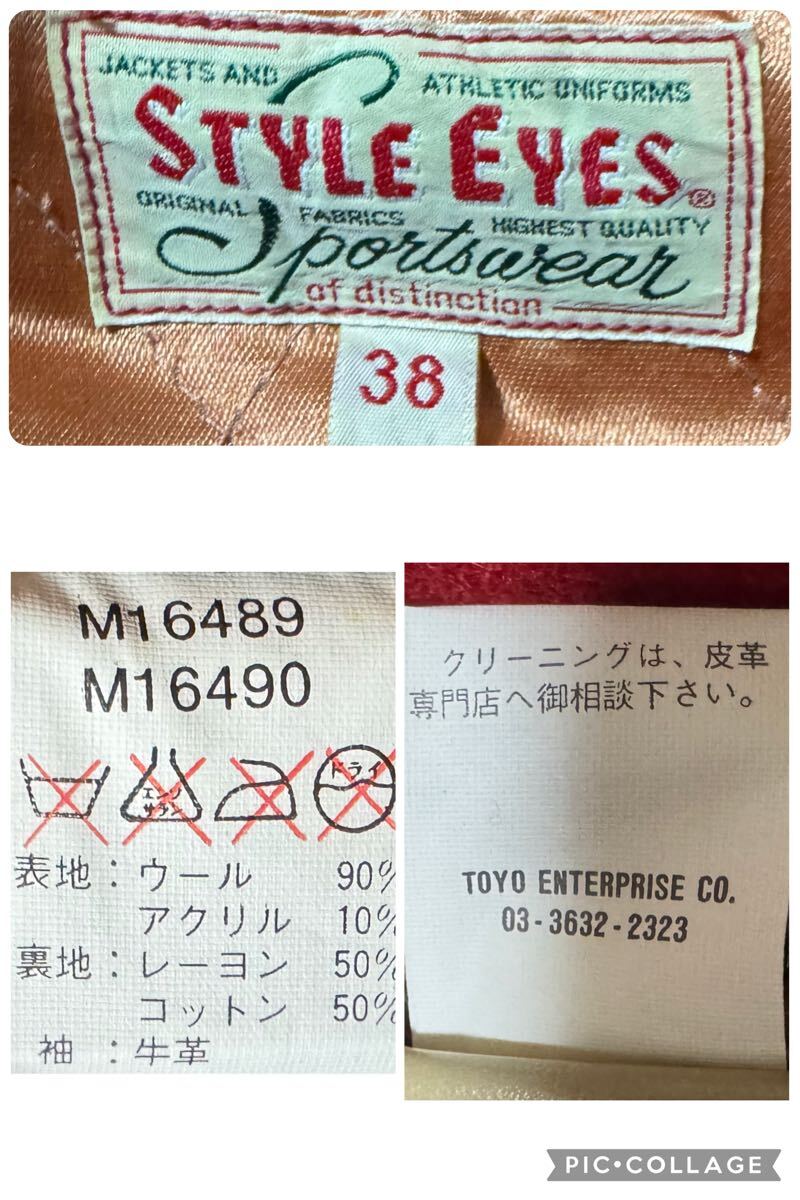 JACKETS AND ATHLETIC UNIFORMS
STYLE EYES®
ORIGINAL FABRICS HIGHEST QUALITY
Sportswear
of distinction
38
M16489
M16490
エンソ
サラシ
ドライ
表地：ウール 90%
アクリル 10%
裏地：レーヨン 50%
コットン 50%
袖：牛革
クリーニングは、皮革
専門店へ御相談下さい。
TOYO ENTERPRISE CO.
03-3632-2323
PIC•COLLAGE